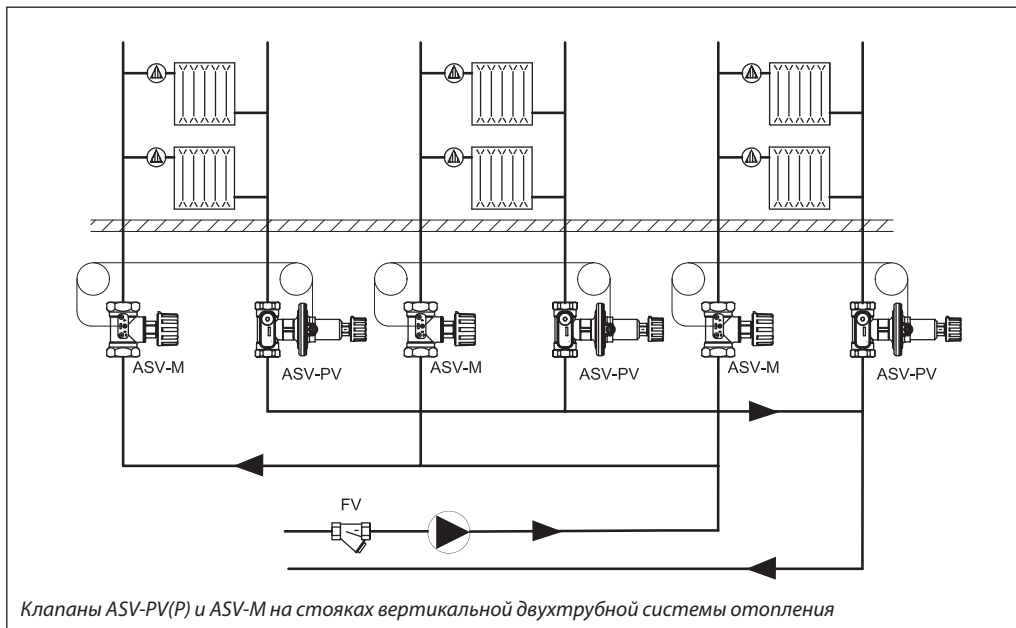 ASV-M
ASV-PV
ASV-M
ASV-PV
ASV-M
ASV-PV
FV
Клапаны ASV-PV(P) и ASV-M на стояках вертикальной двухтрубной системы отопления